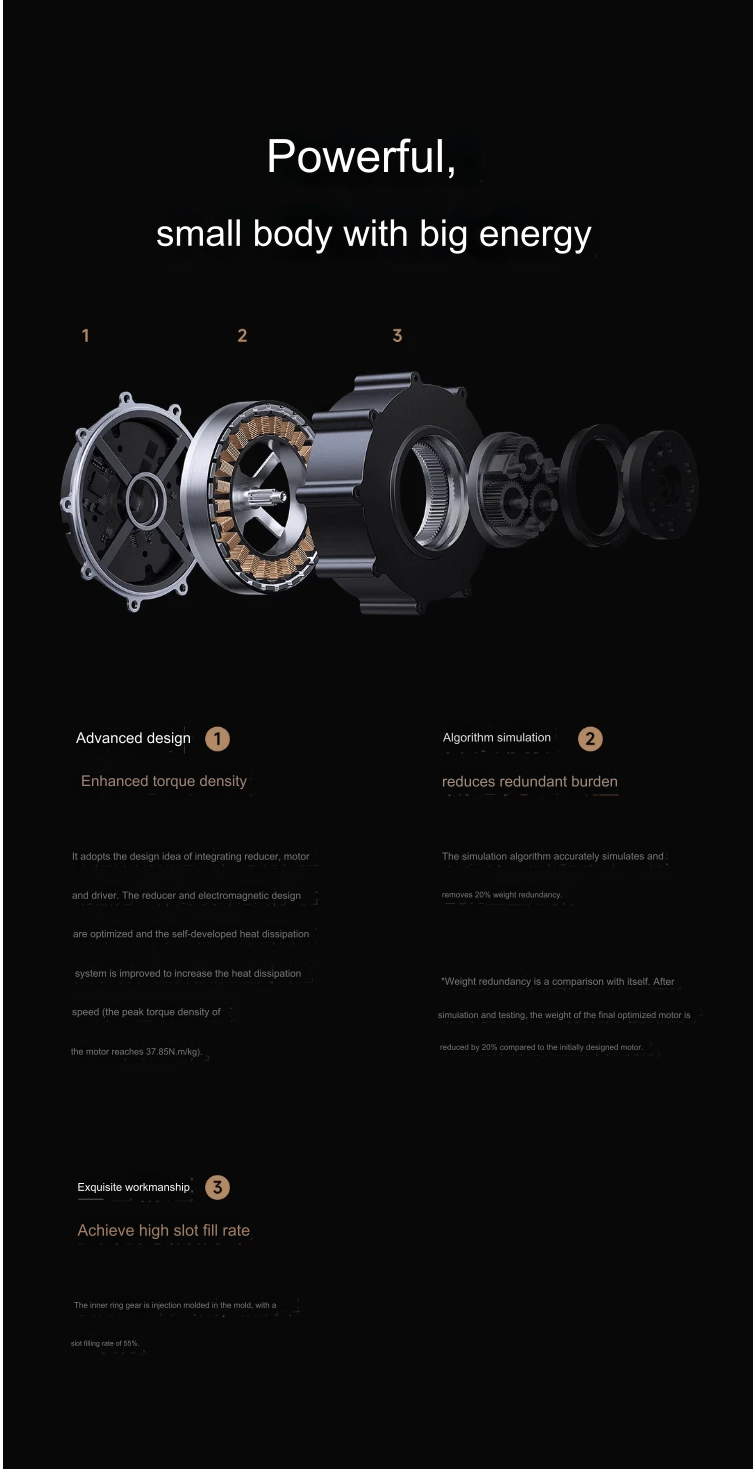 Powerful,
small body with big energy
1 2 3
Advanced design 1
Enhanced torque density
It adopts the design idea of integrating reducer, motor
and driver. The reducer and electromagnetic design
are optimized and the self-developed heat dissipation
system is improved to increase the heat dissipation
speed (the peak torque density of
the motor reaches 37.85N.m/kg).
Algorithm simulation 2
reduces redundant burden
The simulation algorithm accurately simulates and
removes 20% weight redundancy.
*Weight redundancy is a comparison with itself. After
simulation and testing, the weight of the final optimized motor is
reduced by 20% compared to the initially designed motor.
Exquisite workmanship 3
Achieve high slot fill rate
The inner ring gear is injection molded in the mold, with a
slot filling rate of 55%.